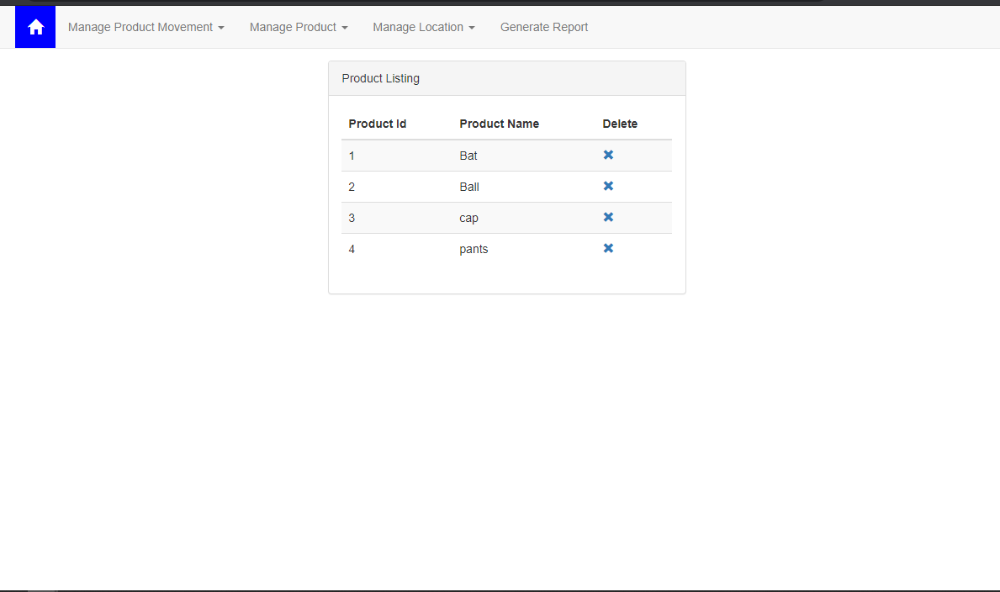 Manage Product Movement Manage Product Manage Location Generate Report
Product Listing
Product Id Product Name Delete
1 Bat
2 Ball
3 cap
4 pants